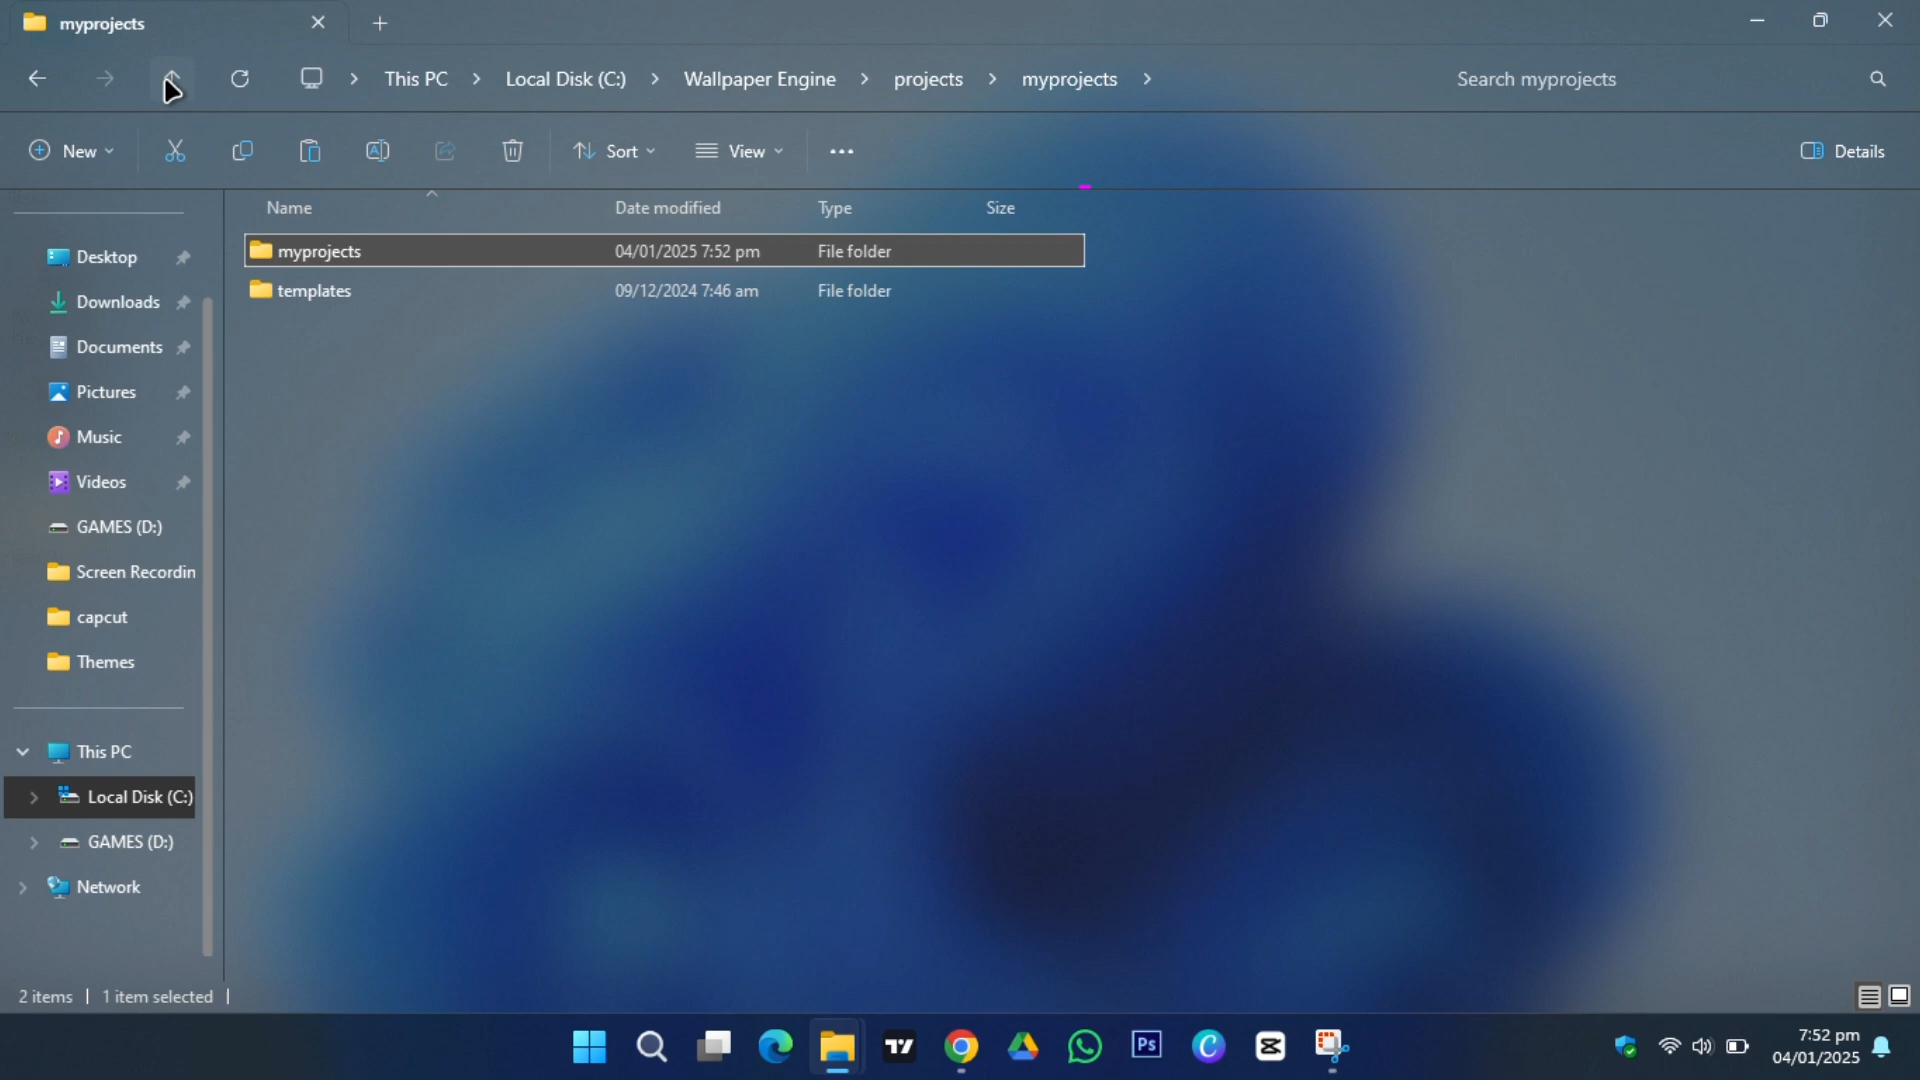 myprojects
This PC > Local Disk (C:) > Wallpaper Engine > projects > myprojects >
Search myprojects
New
Sort
View
Details
Name Date modified Type Size
myprojects 04/01/2025 7:52 pm File folder
templates 09/12/2024 7:46 am File folder
Desktop
Downloads
Documents
Pictures
Music
Videos
GAMES (D:)
Screen Recordin
capcut
Themes
This PC
Local Disk (C:)
GAMES (D:)
Network
2 items | 1 item selected |
Ps
7:52 pm
04/01/2025